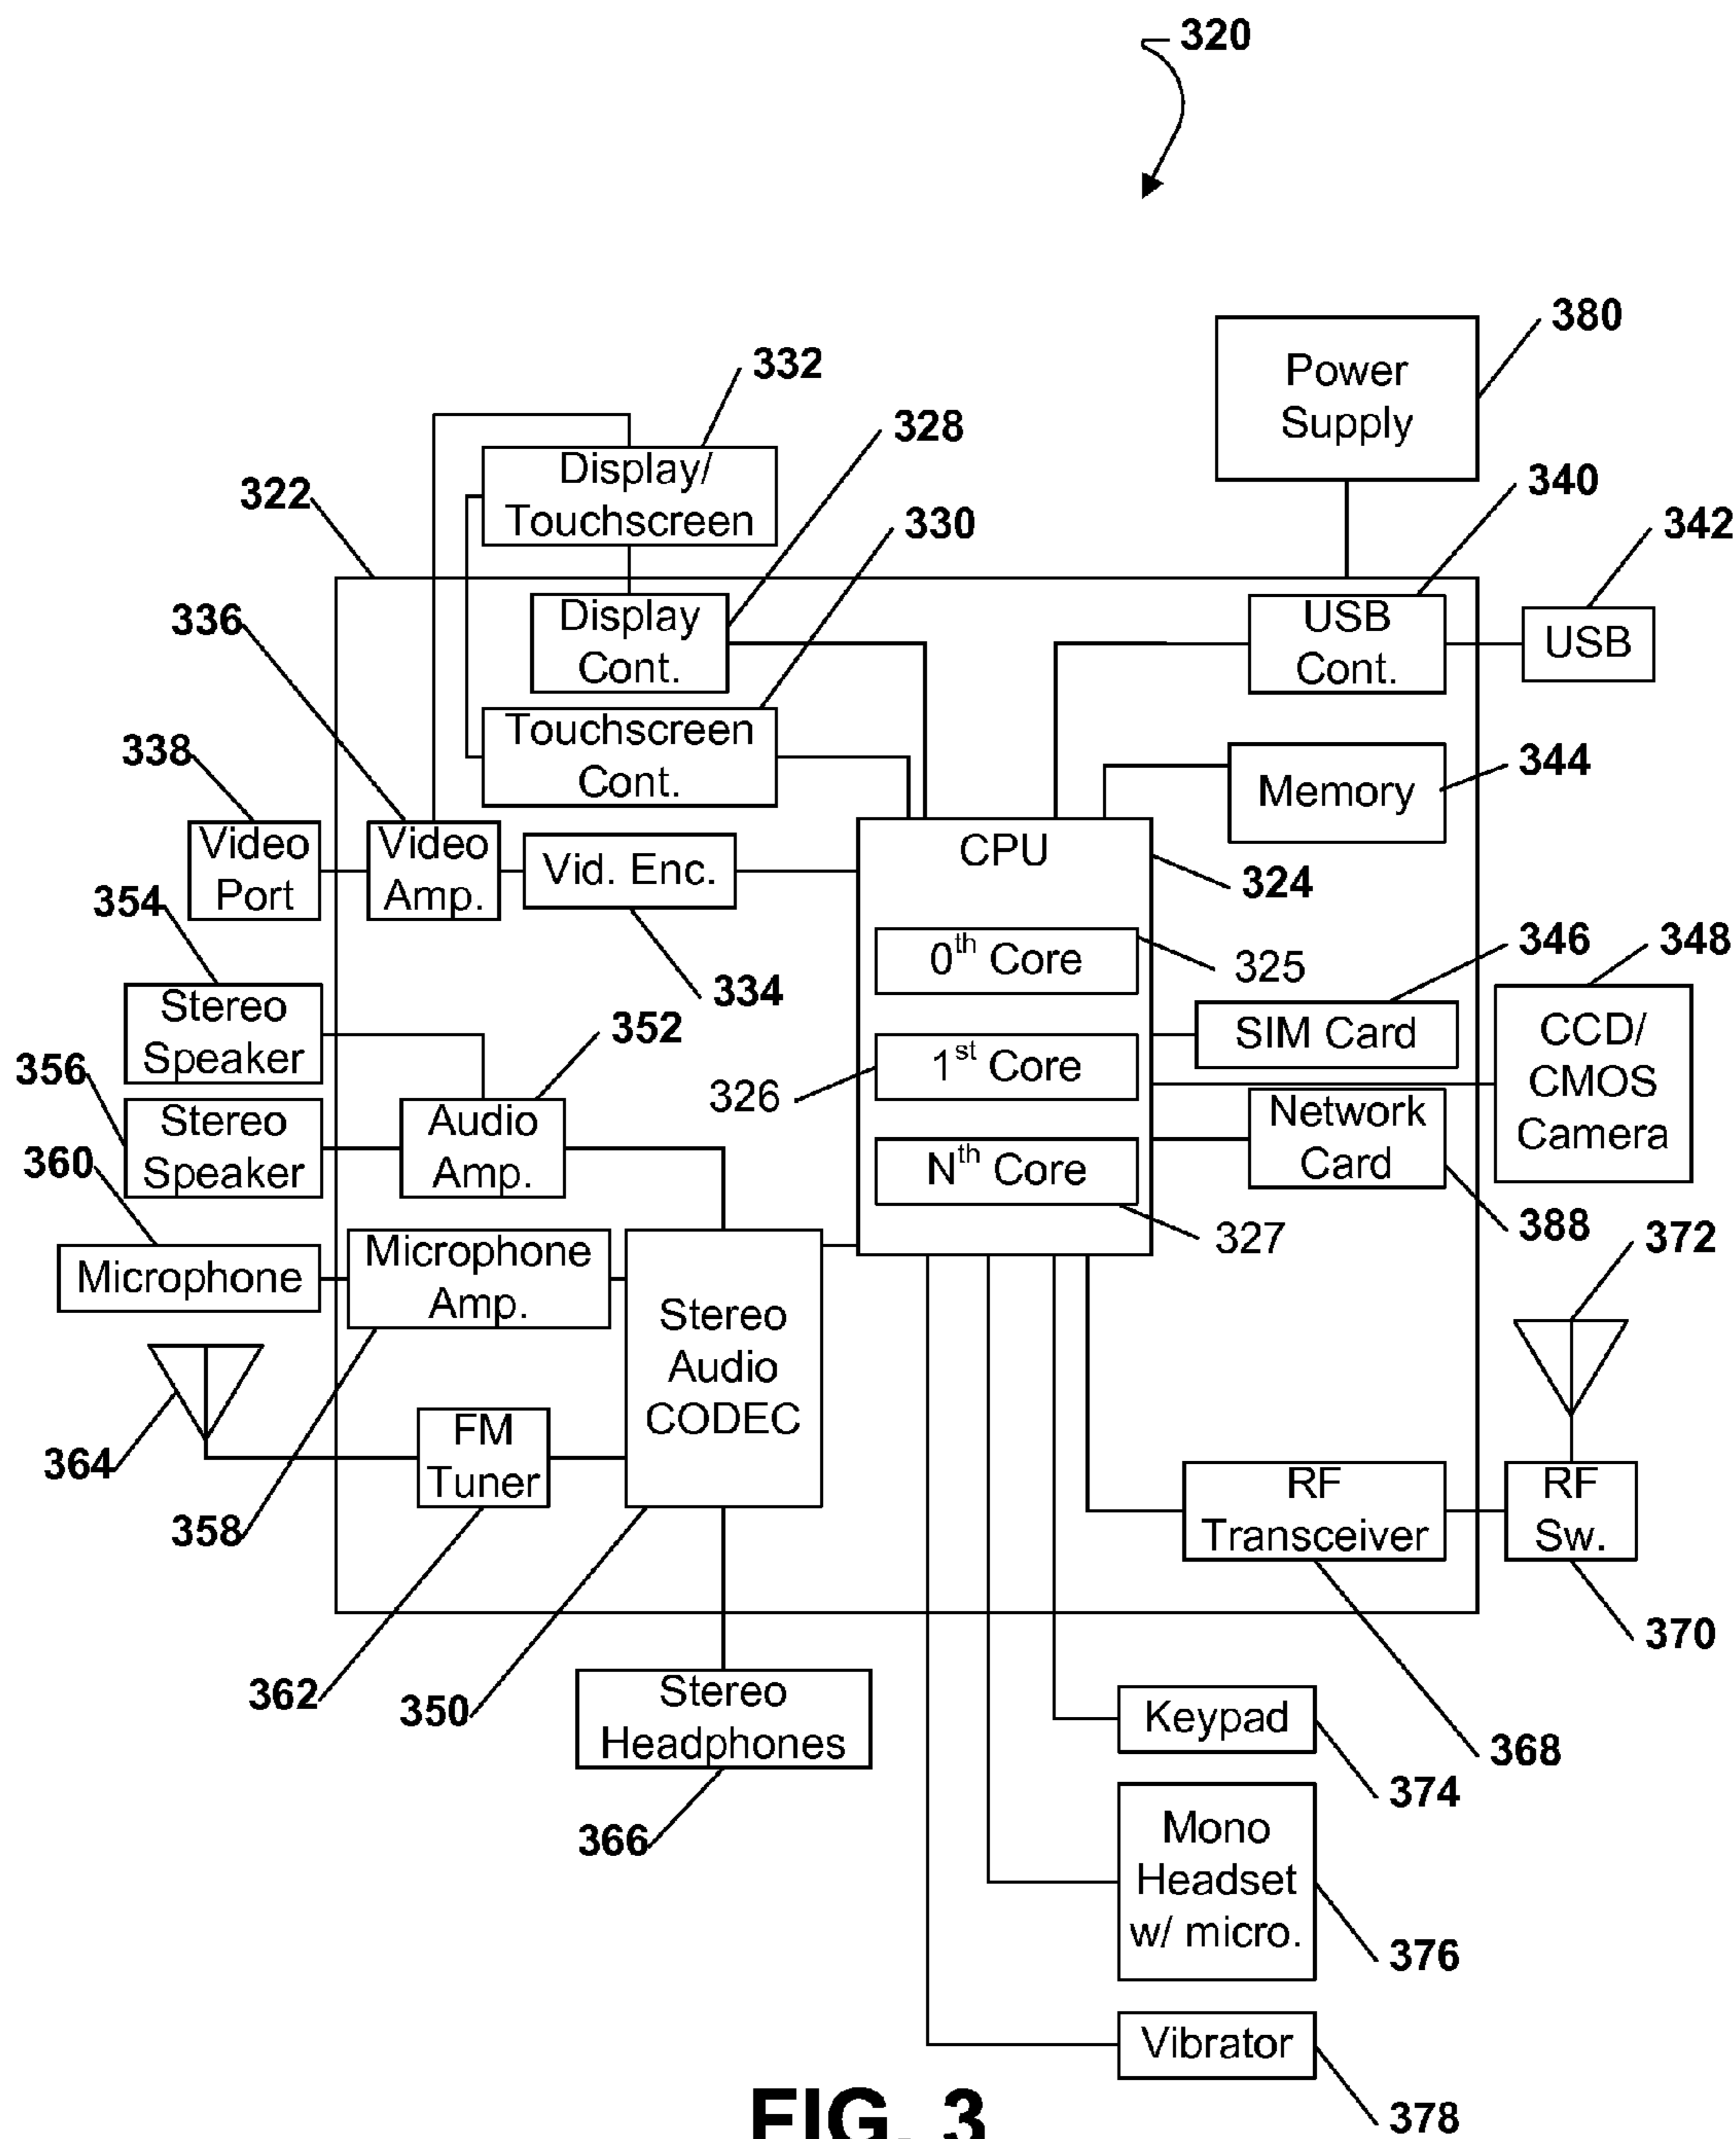 320
380
Power
Supply
332
Display/
Touchscreen
328
322
340
330
342
336
Display
Cont.
USB
Cont.
USB
338
Touchscreen
Cont.
344
Memory
Video
Port
Video
Amp.
Vid. Enc.
CPU
324
354
334
0th Core
325
346
348
Stereo
Speaker
352
SIM Card
CCD/
CMOS
Camera
356
326
1st Core
Stereo
Speaker
Audio
Amp.
Network
Card
360
Nth Core
327
388
372
Microphone
Microphone
Amp.
Stereo
Audio
CODEC
364
FM
Tuner
358
RF
Transceiver
RF
Sw.
370
362
350
Stereo
Headphones
366
Keypad
368
374
Mono
Headset
w/ micro.
376
Vibrator
378
FIG. 3